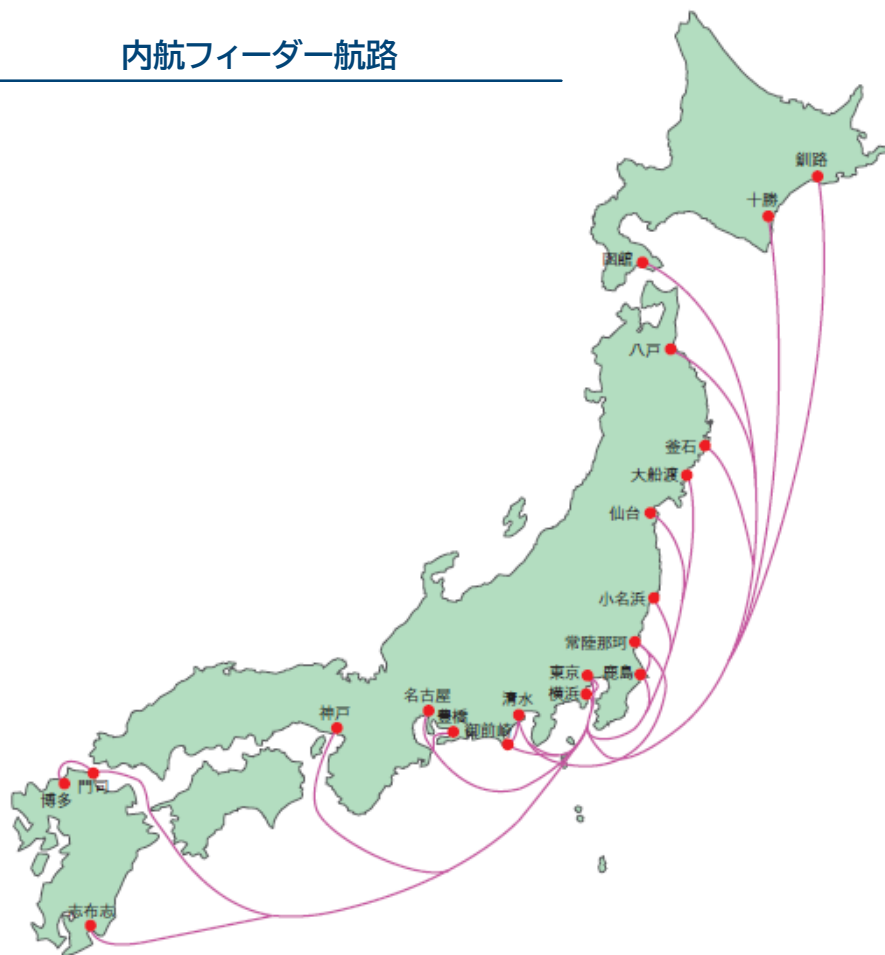 内航フィーダー航路
釧路
十勝
函館
八戸
釜石
大船渡
仙台
小名浜
常陸那珂
東京
鹿島
横浜
名古屋
清水
豊橋
御前崎
神戸
門司
博多
志布志